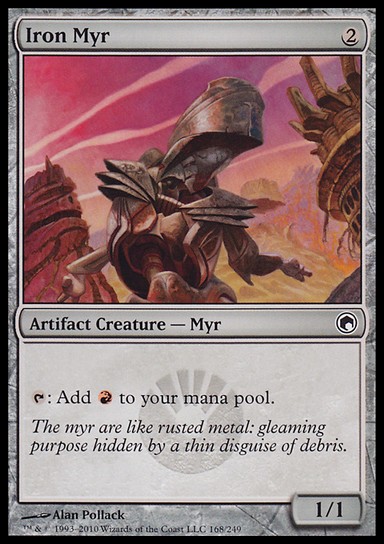 Iron Myr 2
Artifact Creature — Myr
: Add to your mana pool.
The myr are like rusted metal: gleaming
purpose hidden by a thin disguise of debris.
Alan Pollack
™ & © 1993–2010 Wizards of the Coast LLC 168/249
1/1